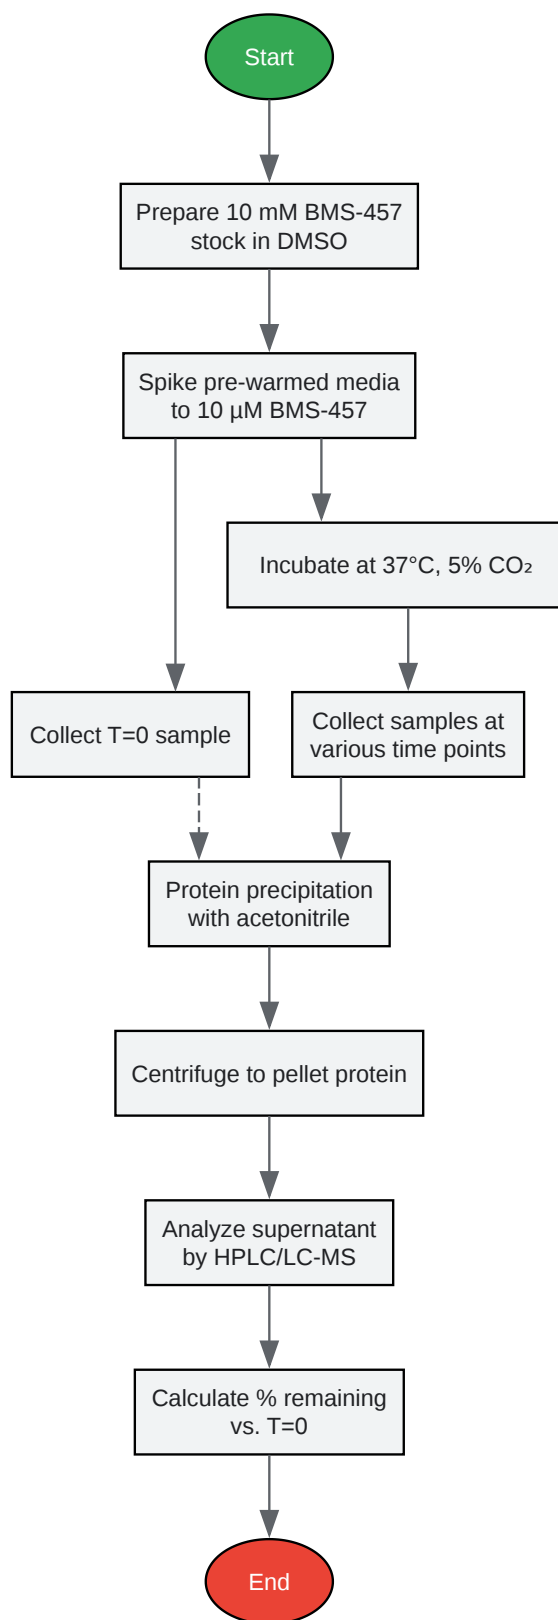 Start
Prepare 10 mM BMS-457
stock in DMSO
Spike pre-warmed media
to 10 µM BMS-457
Incubate at 37°C, 5% CO₂
Collect T=0 sample
Collect samples at
various time points
Protein precipitation
with acetonitrile
Centrifuge to pellet protein
Analyze supernatant
by HPLC/LC-MS
Calculate % remaining
vs. T=0
End